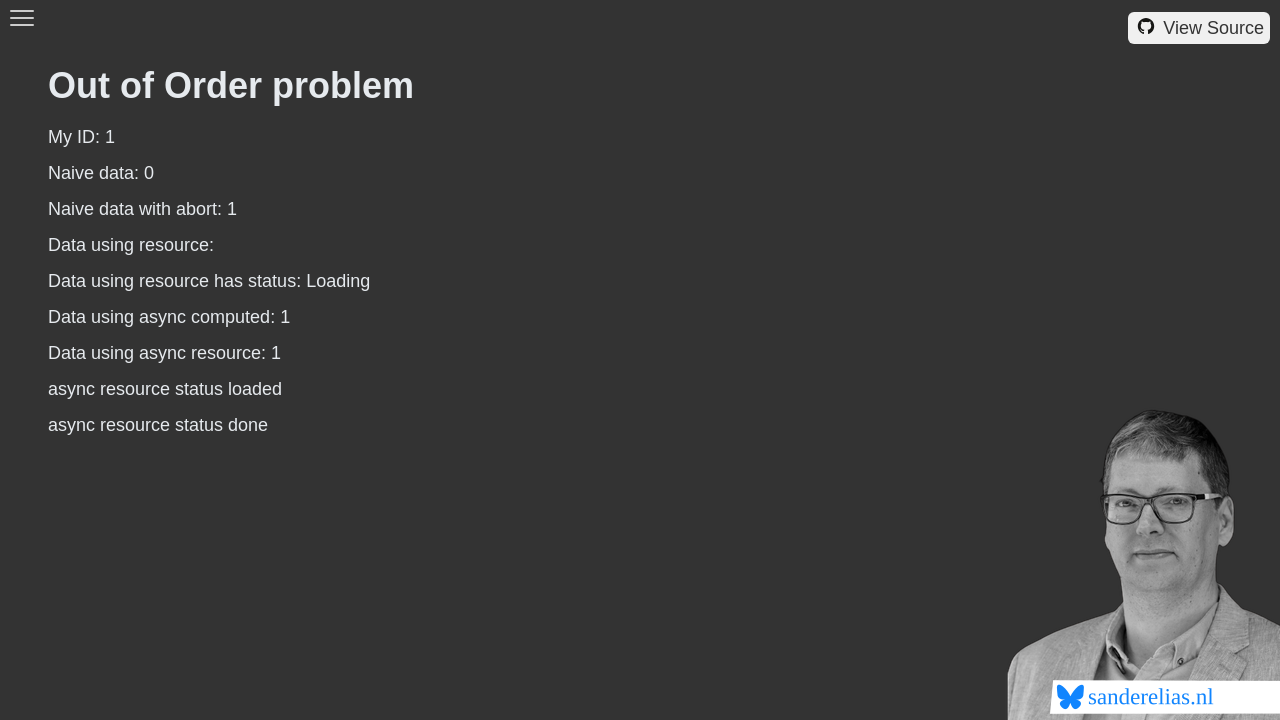 View Source
Out of Order problem
My ID: 1
Naive data: 0
Naive data with abort: 1
Data using resource:
Data using resource has status: Loading
Data using async computed: 1
Data using async resource: 1
async resource status loaded
async resource status done
sanderelias.nl